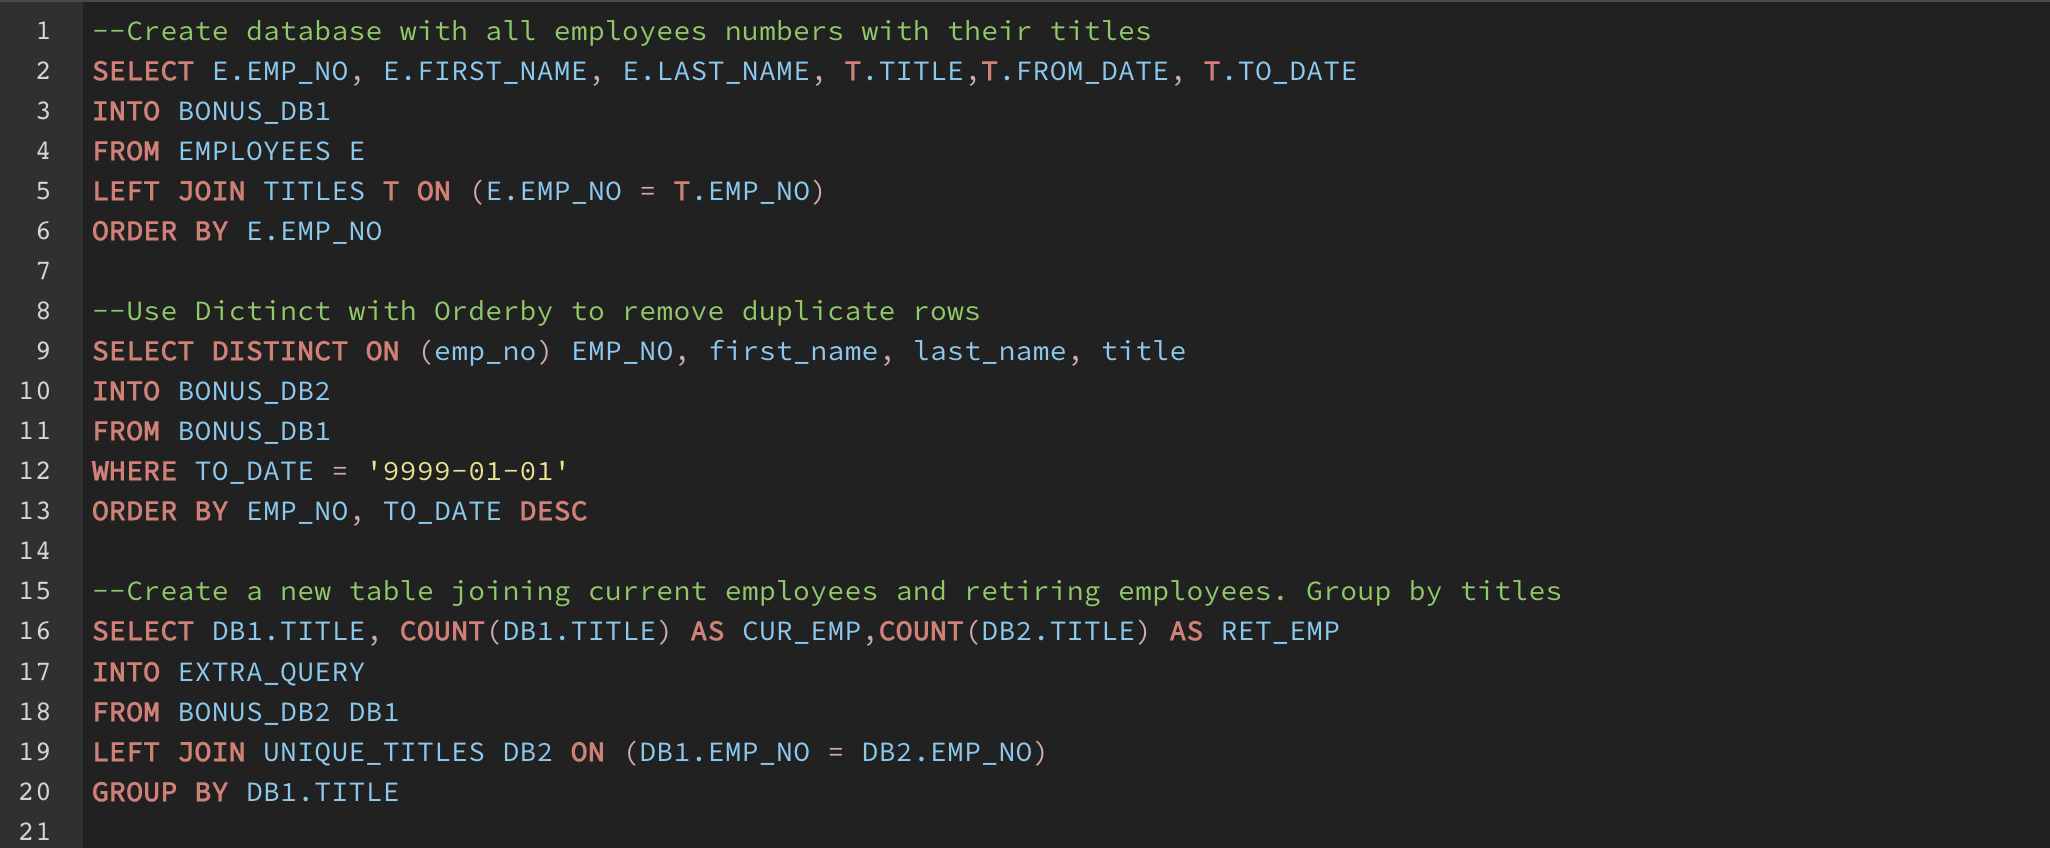 1 --Create database with all employees numbers with their titles
2 SELECT E.EMP_NO, E.FIRST_NAME, E.LAST_NAME, T.TITLE,T.FROM_DATE, T.TO_DATE
3 INTO BONUS_DB1
4 FROM EMPLOYEES E
5 LEFT JOIN TITLES T ON (E.EMP_NO = T.EMP_NO)
6 ORDER BY E.EMP_NO
7
8 --Use Dictinct with Orderby to remove duplicate rows
9 SELECT DISTINCT ON (emp_no) EMP_NO, first_name, last_name, title
10 INTO BONUS_DB2
11 FROM BONUS_DB1
12 WHERE TO_DATE = '9999-01-01'
13 ORDER BY EMP_NO, TO_DATE DESC
14
15 --Create a new table joining current employees and retiring employees. Group by titles
16 SELECT DB1.TITLE, COUNT(DB1.TITLE) AS CUR_EMP,COUNT(DB2.TITLE) AS RET_EMP
17 INTO EXTRA_QUERY
18 FROM BONUS_DB2 DB1
19 LEFT JOIN UNIQUE_TITLES DB2 ON (DB1.EMP_NO = DB2.EMP_NO)
20 GROUP BY DB1.TITLE
21